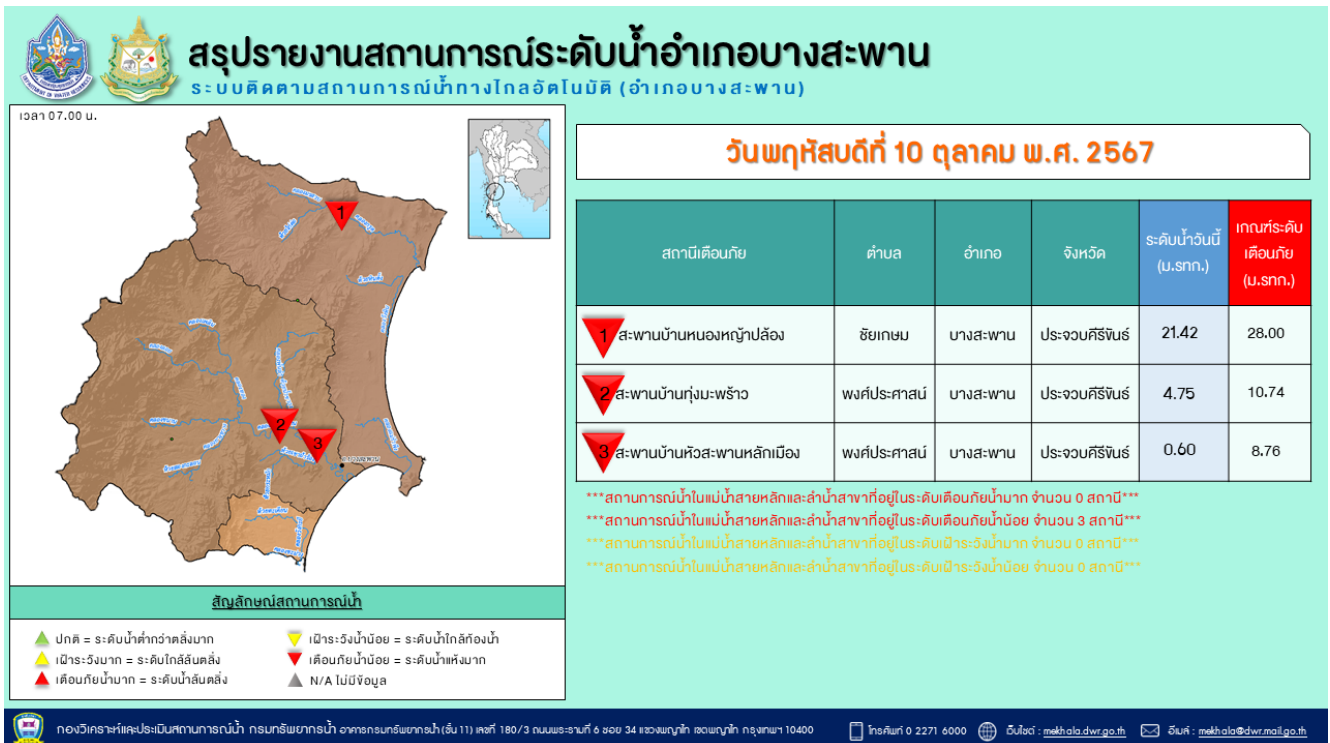 สรุปรายงานสถานการณ์ระดับน้ำอำเภอบางสะพาน
ระบบติดตามสถานการณ์น้ำทางไกลอัตโนมัติ (อำเภอบางสะพาน)
เวลา 07.00 น.
1
2
3
วันพฤหัสบดีที่ 10 ตุลาคม พ.ศ. 2567
สถานีเตือนภัย ตำบล อำเภอ จังหวัด ระดับน้ำวันนี้ (ม.รทก.) เกณฑ์ระดับเตือนภัย (ม.รทก.)
1 สะพานบ้านหนองหญ้าปล้อง ชัยเกษม บางสะพาน ประจวบคีรีขันธ์ 21.42 28.00
2 สะพานบ้านทุ่งมะพร้าว พงศ์ประศาสน์ บางสะพาน ประจวบคีรีขันธ์ 4.75 10.74
3 สะพานบ้านหัวสะพานหลักเมือง พงศ์ประศาสน์ บางสะพาน ประจวบคีรีขันธ์ 0.60 8.76
***สถานการณ์น้ำในแม่น้ำสายหลักและลำน้ำสาขาที่อยู่ในระดับเตือนภัยน้ำมาก จำนวน 0 สถานี***
***สถานการณ์น้ำในแม่น้ำสายหลักและลำน้ำสาขาที่อยู่ในระดับเตือนภัยน้ำน้อย จำนวน 3 สถานี***
***สถานการณ์น้ำในแม่น้ำสายหลักและลำน้ำสาขาที่อยู่ในระดับเฝ้าระวังน้ำมาก จำนวน 0 สถานี***
***สถานการณ์น้ำในแม่น้ำสายหลักและลำน้ำสาขาที่อยู่ในระดับเฝ้าระวังน้ำน้อย จำนวน 0 สถานี***
สัญลักษณ์สถานการณ์น้ำ
ปกติ = ระดับน้ำต่ำกว่าตลิ่งมาก
เฝ้าระวังมาก = ระดับใกล้ล้นตลิ่ง
เตือนภัยน้ำมาก = ระดับน้ำล้นตลิ่ง
เฝ้าระวังน้ำน้อย = ระดับน้ำใกล้ท้องน้ำ
เตือนภัยน้ำน้อย = ระดับน้ำแห้งมาก
N/A ไม่มีข้อมูล
กองวิเคราะห์และประเมินสถานการณ์น้ำ กรมทรัพยากรน้ำ อาคารกรมทรัพยากรน้ำ (ชั้น 11) เลขที่ 180/3 ถนนพระรามที่ 6 ซอย 34 แขวงพญาไท เขตพญาไท กรุงเทพฯ 10400 โทรศัพท์ 0 2271 6000 เว็บไซต์ : mekhala.dwr.go.th อีเมล์ : mekhala@dwr.mail.go.th